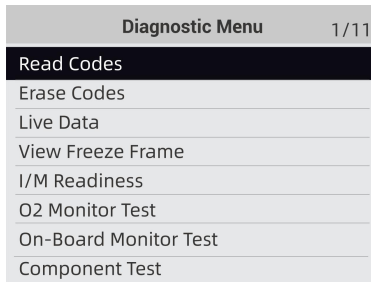 Diagnostic Menu 1/11
Read Codes
Erase Codes
Live Data
View Freeze Frame
I/M Readiness
O2 Monitor Test
On-Board Monitor Test
Component Test